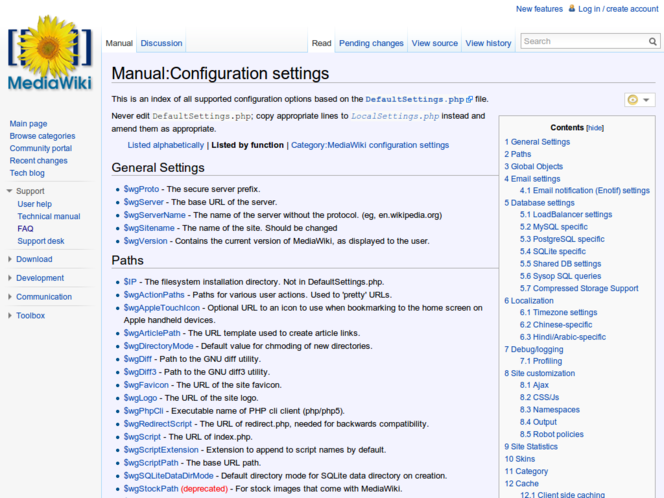 New features Log in / create account
Manual Discussion Read Pending changes View source View history Search
MediaWiki
Main page
Browse categories
Community portal
Recent changes
Tech blog
Support
User help
Technical manual
FAQ
Support desk
Download
Development
Communication
Toolbox
Manual:Configuration settings
This is an index of all supported configuration options based on the DefaultSettings.php file.
Never edit DefaultSettings.php; copy appropriate lines to LocalSettings.php instead and
amend them as appropriate.
Listed alphabetically | Listed by function | Category:MediaWiki configuration settings
General Settings
$wgProto - The secure server prefix.
$wgServer - The base URL of the server.
$wgServerName - The name of the server without the protocol. (eg, en.wikipedia.org)
$wgSitename - The name of the site. Should be changed
$wgVersion - Contains the current version of MediaWiki, as displayed to the user.
Paths
$IP - The filesystem installation directory. Not in DefaultSettings.php.
$wgActionPaths - Paths for various user actions. Used to 'pretty' URLs.
$wgAppleTouchIcon - Optional URL to an icon to use when bookmarking to the home screen on
Apple handheld devices.
$wgArticlePath - The URL template used to create article links.
$wgDirectoryMode - Default value for chmoding of new directories.
$wgDiff - Path to the GNU diff utility.
$wgDiff3 - Path to the GNU diff3 utility.
$wgFavicon - The URL of the site favicon.
$wgLogo - The URL of the site logo.
$wgPhpCli - Executable name of PHP cli client (php/php5).
$wgRedirectScript - The URL of redirect.php, needed for backwards compatibility.
$wgScript - The URL of index.php.
$wgScriptExtension - Extension to append to script names by default.
$wgScriptPath - The base URL path.
$wgSQLiteDataDirMode - Default directory mode for SQLite data directory on creation.
$wgStockPath (deprecated) - For stock images that come with MediaWiki.
Contents [hide]
1 General Settings
2 Paths
3 Global Objects
4 Email settings
4.1 Email notification (Enotif) settings
5 Database settings
5.1 LoadBalancer settings
5.2 MySQL specific
5.3 PostgreSQL specific
5.4 SQLite specific
5.5 Shared DB settings
5.6 Sysop SQL queries
5.7 Compressed Storage Support
6 Localization
6.1 Timezone settings
6.2 Chinese-specific
6.3 Hindi/Arabic-specific
7 Debug/logging
7.1 Profiling
8 Site customization
8.1 Ajax
8.2 CSS/Js
8.3 Namespaces
8.4 Output
8.5 Robot policies
9 Site Statistics
10 Skins
11 Category
12 Cache
12.1 Client side caching